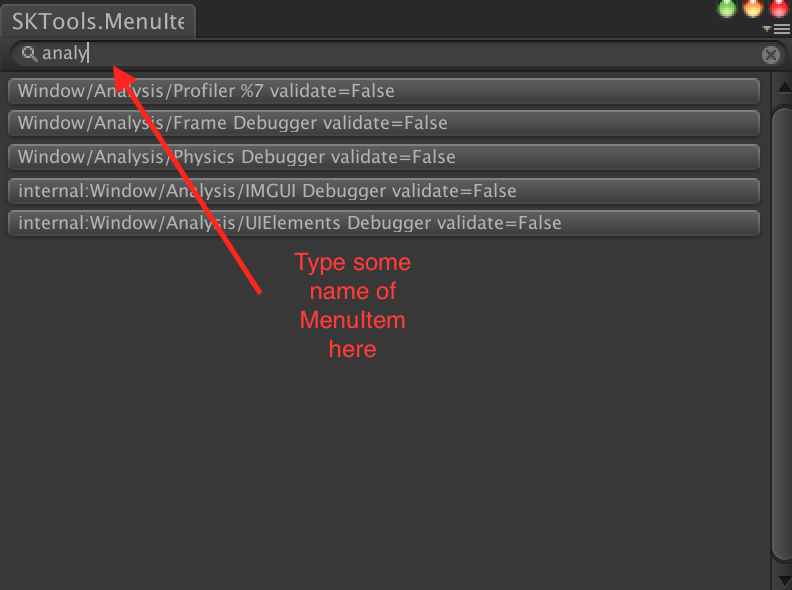 SKTools.MenuIte
analy
Window/Analysis/Profiler %7 validate=False
Window/Analysis/Frame Debugger validate=False
Window/Analysis/Physics Debugger validate=False
internal:Window/Analysis/IMGUI Debugger validate=False
internal:Window/Analysis/UIElements Debugger validate=False
Type some
name of
MenuItem
here